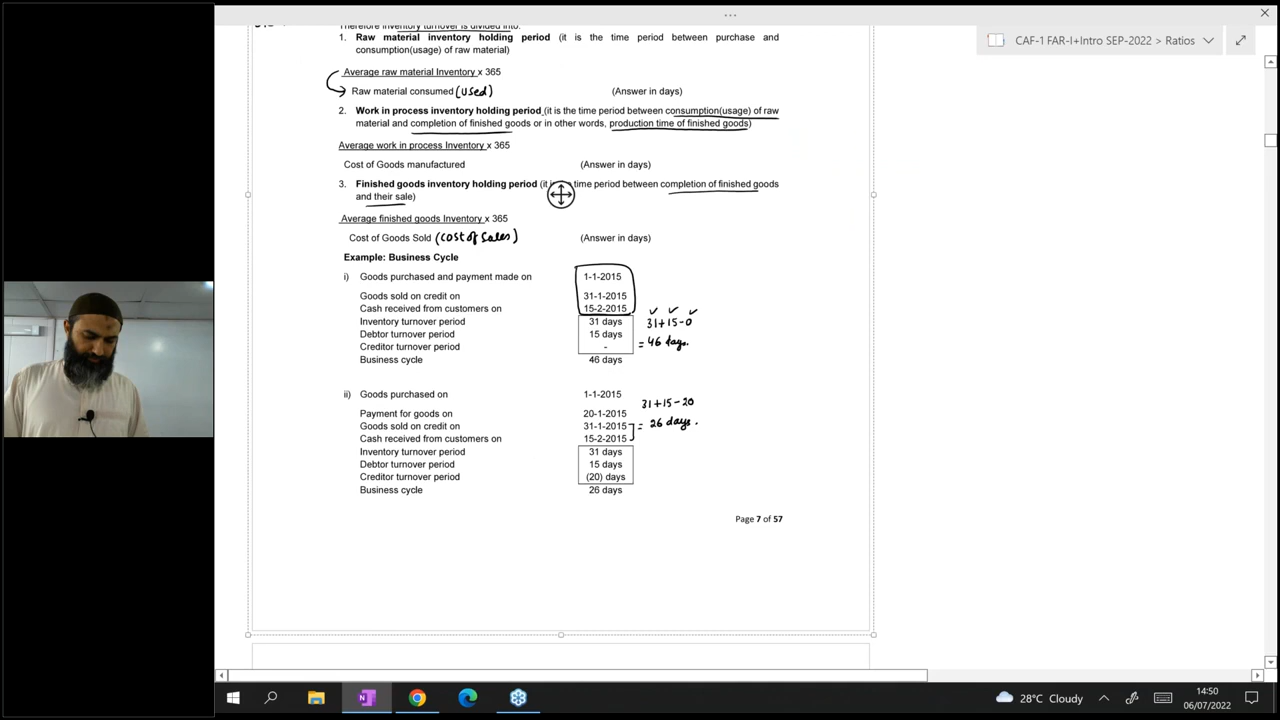 CAF-1 FAR-I+Intro SEP-2022 > Ratios
Therefore inventory turnover is divided into:
1. Raw material inventory holding period (it is the time period between purchase and
consumption(usage) of raw material)
Average raw material Inventory x 365
Raw material consumed (used) (Answer in days)
2. Work in process inventory holding period (it is the time period between consumption(usage) of raw
material and completion of finished goods or in other words, production time of finished goods)
Average work in process Inventory x 365
Cost of Goods manufactured (Answer in days)
3. Finished goods inventory holding period (it time period between completion of finished goods
and their sale)
Average finished goods Inventory x 365
Cost of Goods Sold (cost of sales) (Answer in days)
Example: Business Cycle
i) Goods purchased and payment made on 1-1-2015
Goods sold on credit on 31-1-2015
Cash received from customers on 15-2-2015
Inventory turnover period 31 days 31+15-0
Debtor turnover period 15 days
Creditor turnover period - = 46 days.
Business cycle 46 days
ii) Goods purchased on 1-1-2015
31+15-20
Payment for goods on 20-1-2015
Goods sold on credit on 31-1-2015 = 26 days.
Cash received from customers on 15-2-2015
Inventory turnover period 31 days
Debtor turnover period 15 days
Creditor turnover period (20) days
Business cycle 26 days
Page 7 of 57
28°C Cloudy
14:50
06/07/2022